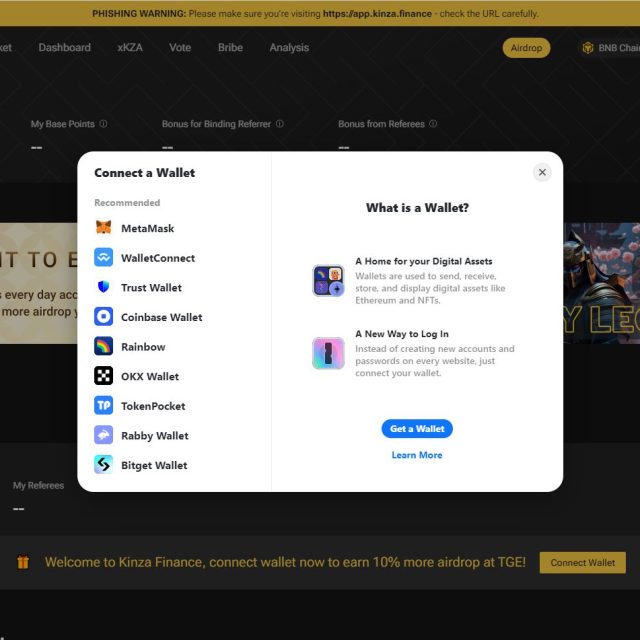 PHISHING WARNING: Please make sure you're visiting https://app.kinza.finance - check the URL carefully.
ket Dashboard xKZA Vote Bribe Analysis Airdrop BNB Chai
My Base Points Bonus for Binding Referrer Bonus from Referees
-- -- --
Connect a Wallet
Recommended
MetaMask
WalletConnect
Trust Wallet
Coinbase Wallet
Rainbow
OKX Wallet
TokenPocket
Rabby Wallet
Bitget Wallet
What is a Wallet?
A Home for your Digital Assets
Wallets are used to send, receive,
store, and display digital assets like
Ethereum and NFTs.
A New Way to Log In
Instead of creating new accounts and
passwords on every website, just
connect your wallet.
Get a Wallet
Learn More
NT TO E
s every day acc
more airdrop y
Y LEG
My Referees
--
Welcome to Kinza Finance, connect wallet now to earn 10% more airdrop at TGE! Connect Wallet